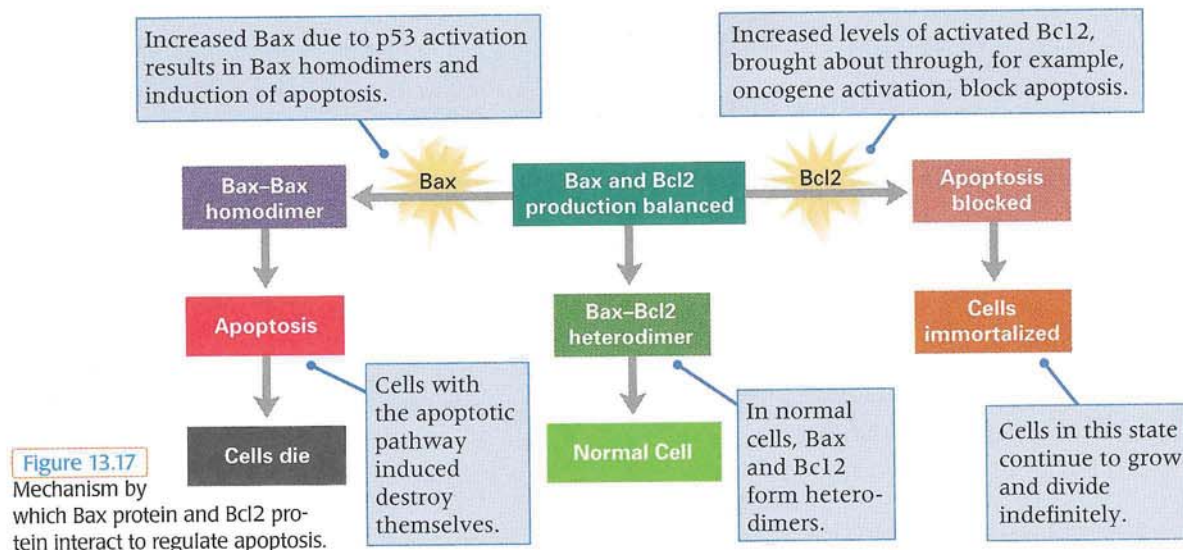 Increased Bax due to p53 activation
results in Bax homodimers and
induction of apoptosis.
Increased levels of activated Bc12,
brought about through, for example,
oncogene activation, block apoptosis.
Bax–Bax
homodimer
Bax
Bax and Bcl2
production balanced
Bcl2
Apoptosis
blocked
Apoptosis
Bax–Bcl2
heterodimer
Cells
immortalized
Cells with
the apoptotic
pathway
induced
destroy
themselves.
In normal
cells, Bax
and Bc12
form hetero-
dimers.
Cells in this state
continue to grow
and divide
indefinitely.
Cells die
Normal Cell
Figure 13.17
Mechanism by
which Bax protein and Bcl2 pro-
tein interact to regulate apoptosis.